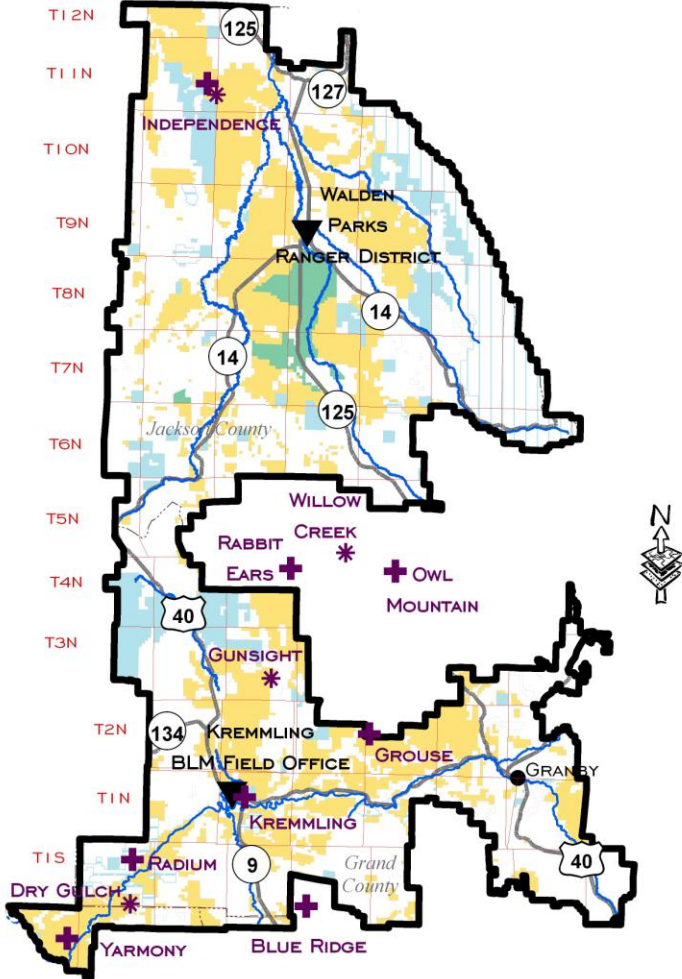 T12N
125
T11N
127
INDEPENDENCE
T10N
WALDEN
T9N
PARKS
RANGER DISTRICT
T8N
14
14
T7N
125
Jackson County
T6N
WILLOW
T5N
CREEK
RABBIT
EARS
OWL
T4N
MOUNTAIN
N
40
T3N
GUNSIGHT
T2N
134
KREMMLING
GROUSE
BLM FIELD OFFICE
GRANBY
T1N
KREMMLING
T1S
RADIUM
9
Grand
County
40
DRY GULCH
YARMONY
BLUE RIDGE